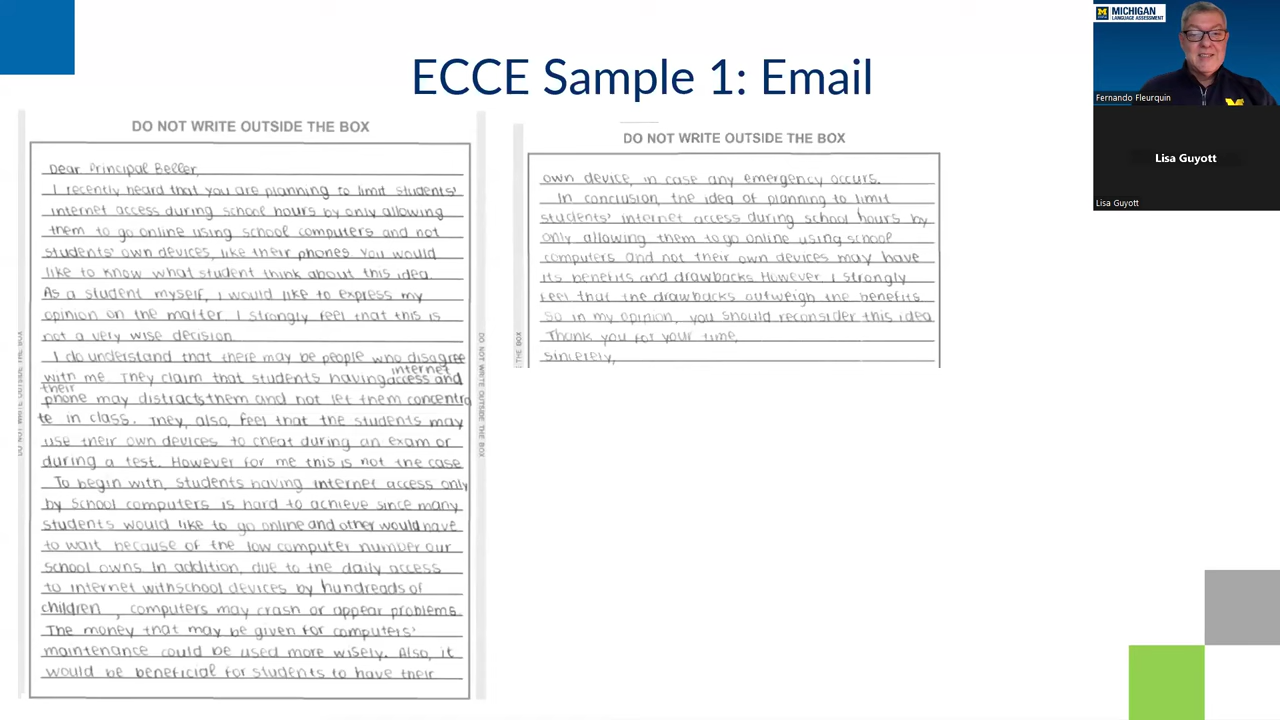 ECCE Sample 1: Email
MICHIGAN
LANGUAGE ASSESSMENT
Fernando Fleurquin
Lisa Guyott
Lisa Guyott
DO NOT WRITE OUTSIDE THE BOX
Dear Principal Beller,
I recently heard that you are planning to limit students'
internet access during school hours by only allowing
them to go online using school computers and not
students' own devices, like their phones. You would
like to know what student think about this idea.
As a student myself, I would like to express my
opinion on the matter. I strongly feel that this is
not a very wise decision.
I do understand that there may be people who disagree
with me. They claim that students having internet access and
their phone may distracts them and not let them concentra
te in class. They, also, feel that the students may
use their own devices to cheat during an exam or
during a test. However for me this is not the case
To begin with, students having internet access only
by school computers is hard to achieve since many
students would like to go online and other would have
to wait because of the low computer number our
school owns. In addition, due to the daily access
to internet with school devices by hundreads of
children, computers may crash or appear problems.
The money that may be given for computers'
maintenance could be used more wisely. Also, it
would be beneficial for students to have their
DO NOT WRITE OUTSIDE THE BOX
DO NOT WRITE OUTSIDE THE BOX
own device, in case any emergency occurs.
In conclusion, the idea of planning to limit
students' internet access during school hours by
only allowing them to go online using school
computers and not their own devices may have
its benefits and drawbacks. However I strongly
feel that the drawbacks outweigh the benefits
so in my opinion, you should reconsider this idea
Thank you for your time,
sincerely,
THE BOX